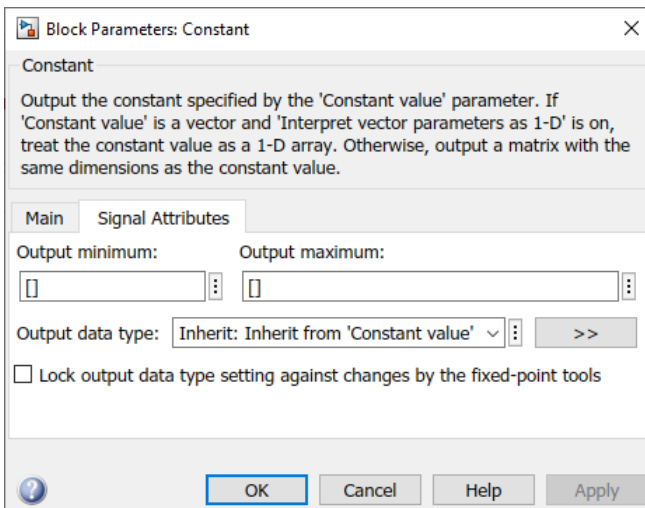 Block Parameters: Constant
Constant
Output the constant specified by the 'Constant value' parameter. If
'Constant value' is a vector and 'Interpret vector parameters as 1-D' is on,
treat the constant value as a 1-D array. Otherwise, output a matrix with the
same dimensions as the constant value.
Main Signal Attributes
Output minimum: Output maximum:
[] []
Output data type: Inherit: Inherit from 'Constant value' >>
Lock output data type setting against changes by the fixed-point tools
? OK Cancel Help Apply